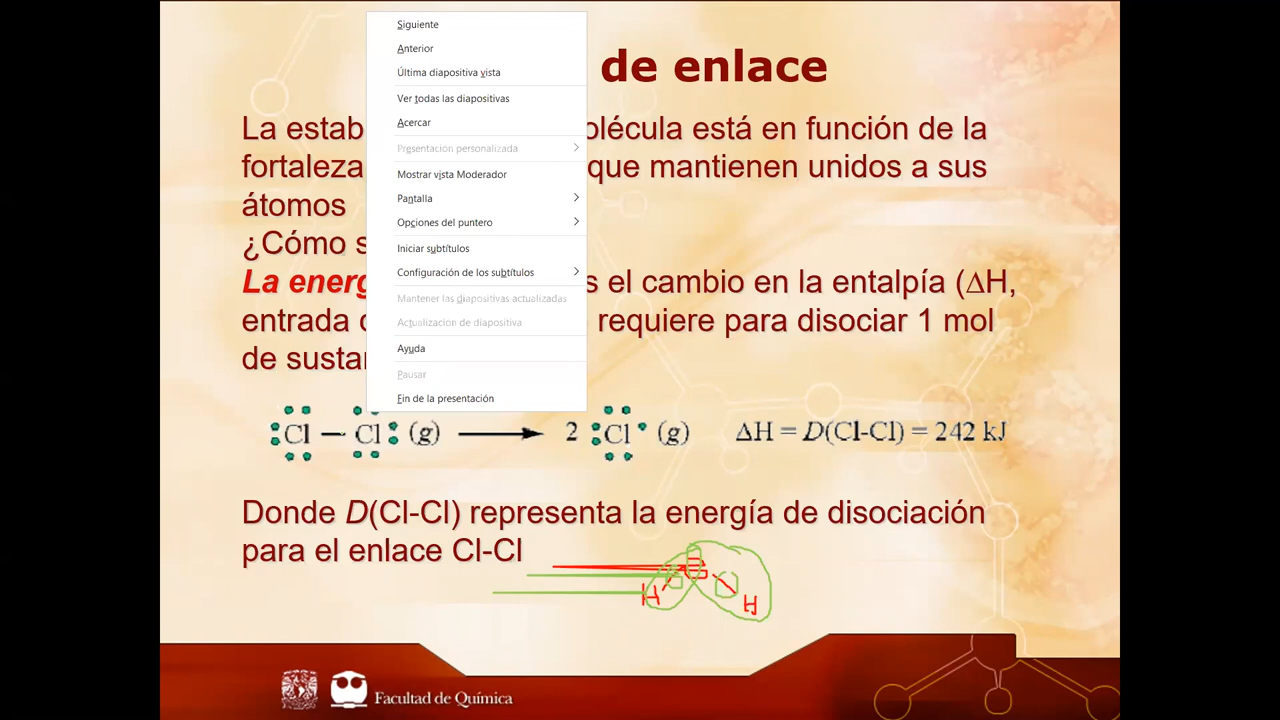 de enlace
La estab olécula está en función de la
fortaleza que mantienen unidos a sus
átomos
¿Cómo s
La energ s el cambio en la entalpía (ΔH,
entrada requiere para disociar 1 mol
de sustan
Siguiente
Anterior
Última diapositiva vista
Ver todas las diapositivas
Acercar
Presentación personalizada
Mostrar vista Moderador
Pantalla
Opciones del puntero
Iniciar subtítulos
Configuración de los subtítulos
Mantener las diapositivas actualizadas
Actualización de diapositiva
Ayuda
Pausar
Fin de la presentación
Cl — Cl (g) → 2 Cl (g) ΔH = D(Cl-Cl) = 242 kJ
Donde D(Cl-Cl) representa la energía de disociación
para el enlace Cl-Cl
H H
Facultad de Química